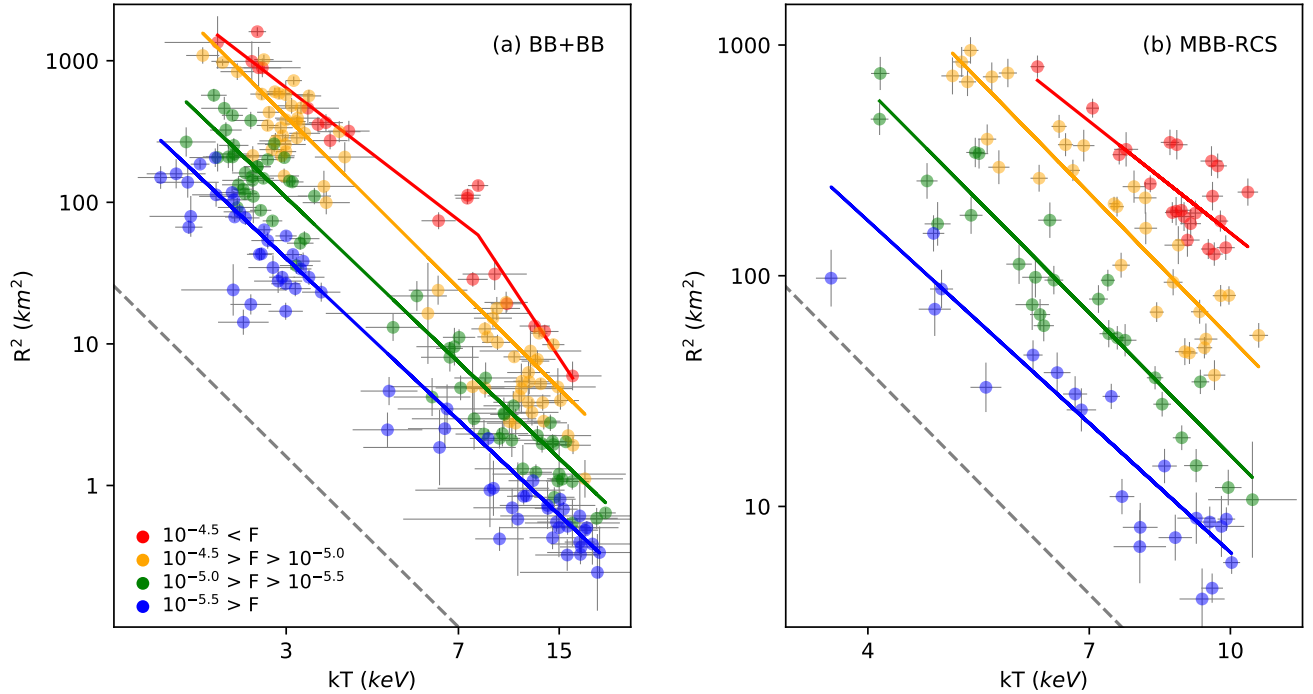 (a) BB+BB
R² (km²)
1000
100
10
1
10⁻⁴·⁵ < F
10⁻⁴·⁵ > F > 10⁻⁵·⁰
10⁻⁵·⁰ > F > 10⁻⁵·⁵
10⁻⁵·⁵ > F
3
7
15
kT (keV)
(b) MBB-RCS
R² (km²)
1000
100
10
4
7
10
kT (keV)